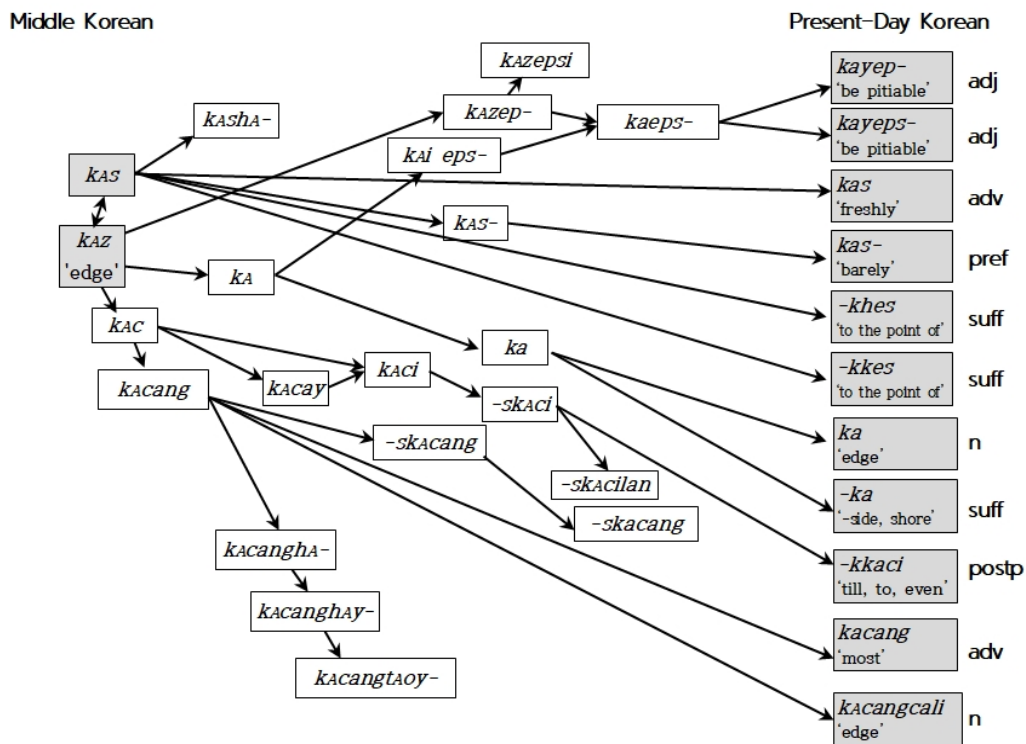 Middle Korean
Present-Day Korean
kAzepsi
kayep-
'be pitiable'
adj
kAshA-
kAzep-
kaeps-
kayeps-
'be pitiable'
adj
kAi eps-
kAs
kas
'freshly'
adv
kAs-
kAz
'edge'
kas-
'barely'
pref
kA
-khes
'to the point of'
suff
kAc
ka
-kkes
'to the point of'
suff
kAci
kAcang
kAcay
-skAci
ka
'edge'
n
-skAcang
-skAcilan
-ka
'-side, shore'
suff
-skacang
kAcanghA-
-kkaci
'till, to, even'
postp
kAcanghAy-
kacang
'most'
adv
kAcangtAoy-
kAcangcali
'edge'
n